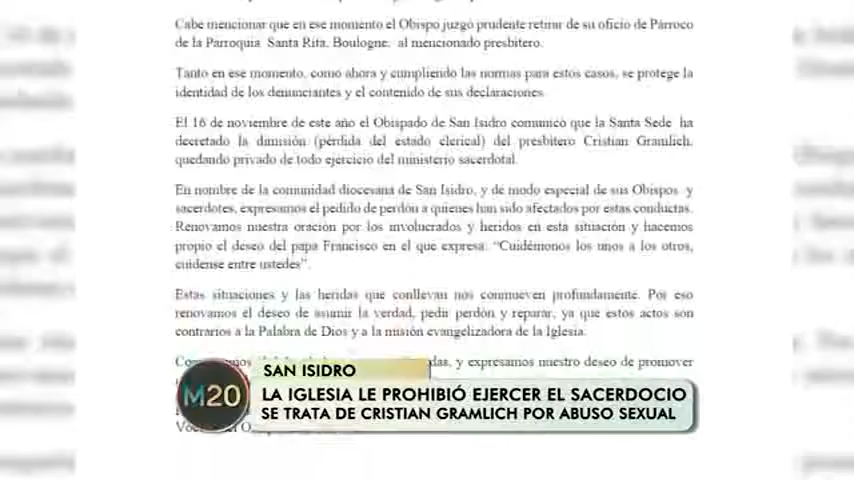 Cabe mencionar que en ese momento el Obispo juzgó prudente retirar de su oficio de Párroco
de la Parroquia Santa Rita, Boulogne, al mencionado presbítero.
Tanto en ese momento, como ahora y cumpliendo las normas para estos casos, se protege la
identidad de los denunciantes y el contenido de sus declaraciones.
El 16 de noviembre de este año el Obispado de San Isidro comunicó que la Santa Sede ha
decretado la dimisión (pérdida del estado clerical) del presbítero Cristian Gramlich,
quedando privado de todo ejercicio del ministerio sacerdotal.
En nombre de la comunidad diocesana de San Isidro, y de modo especial de sus Obispos y
sacerdotes, expresamos el pedido de perdón a quienes han sido afectados por estas conductas.
Renovamos nuestra oración por los involucrados y heridos en esta situación y hacemos
propio el deseo del papa Francisco en el que expresa: “Cuidémonos los unos a los otros,
cuídense entre ustedes”.
Estas situaciones y las heridas que conllevan nos conmueven profundamente. Por eso
renovamos el deseo de asumir la verdad, pedir perdón y reparar, ya que estos actos son
contrarios a la Palabra de Dios y a la misión evangelizadora de la Iglesia.
y expresamos nuestro deseo de promover
SAN ISIDRO
M20
LA IGLESIA LE PROHIBIÓ EJERCER EL SACERDOCIO
SE TRATA DE CRISTIAN GRAMLICH POR ABUSO SEXUAL